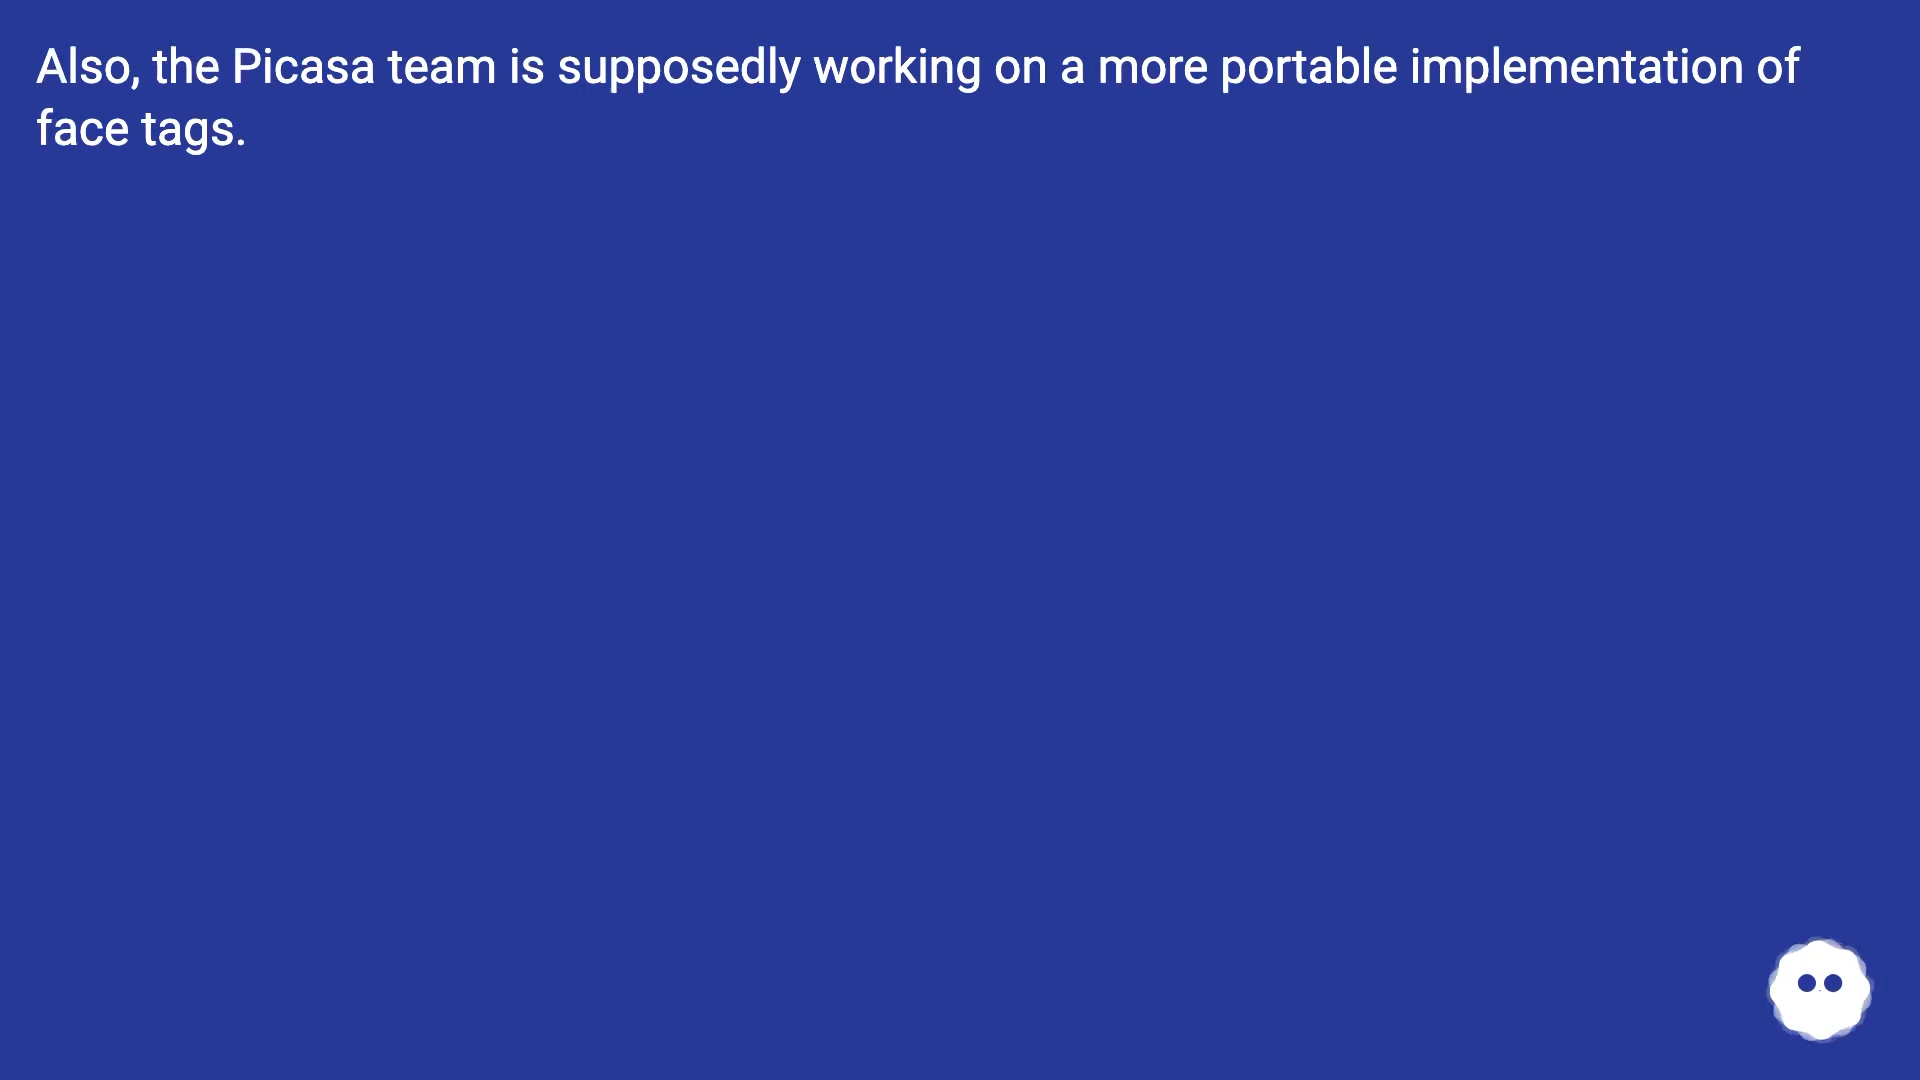 Also, the Picasa team is supposedly working on a more portable implementation of
face tags.